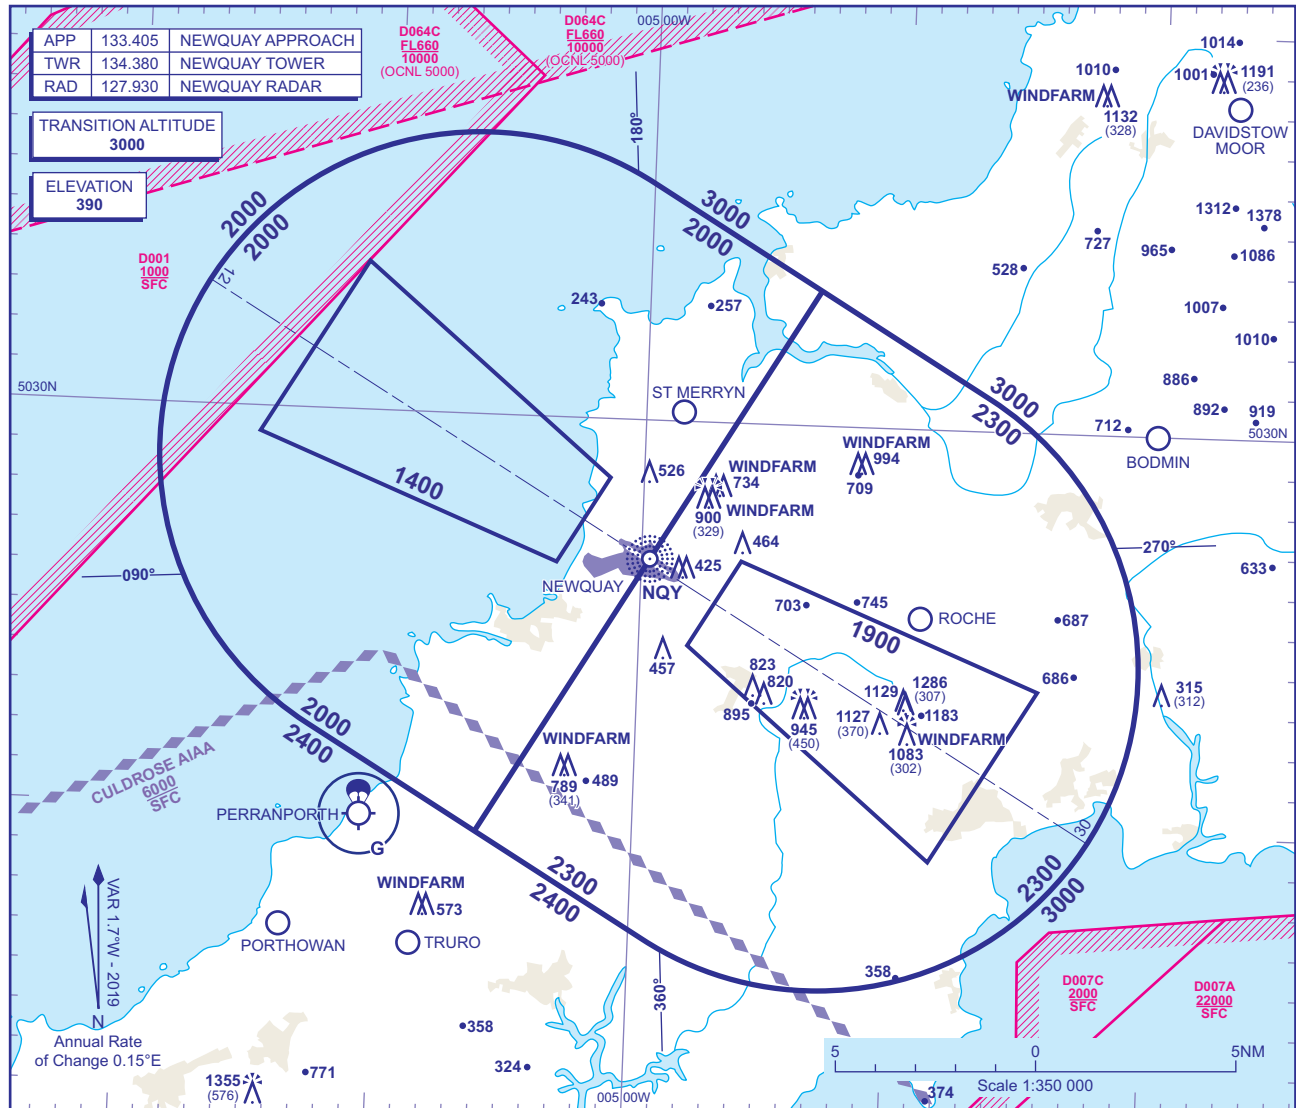 005 00W
D064C
FL660
10000
(OCNL 5000)
D064C
FL660
10000
(OCNL 5000)
APP 133.405 NEWQUAY APPROACH
TWR 134.380 NEWQUAY TOWER
RAD 127.930 NEWQUAY RADAR
TRANSITION ALTITUDE
3000
ELEVATION
390
1014
1010
1001
1191
(236)
WINDFARM
1132
(328)
DAVIDSTOW
MOOR
180°
2000
2000
3000
2000
1312
1378
727
965
1086
528
D001
1000
SFC
12
243
257
1007
1010
5030N
ST MERRYN
886
3000
2300
892
919
712
5030N
BODMIN
1400
526
WINDFARM
734
WINDFARM
994
709
900
(329)
WINDFARM
464
270°
090°
425
NEWQUAY
NQY
633
703
745
ROCHE
687
1900
457
823
820
895
686
1286
(307)
1129
1183
315
(312)
945
(450)
1127
(370)
WINDFARM
1083
(302)
2000
2400
CULDROSE AIAA
6000
SFC
WINDFARM
789
(341)
489
PERRANPORTH
G
30
2300
2400
2300
3000
WINDFARM
573
VAR 1.7°W - 2019
N
Annual Rate
of Change 0.15°E
PORTHOWAN
TRURO
360°
358
D007C
2000
SFC
D007A
22000
SFC
358
324
771
1355
(576)
5 0 5NM
Scale 1:350 000
374
005 00W